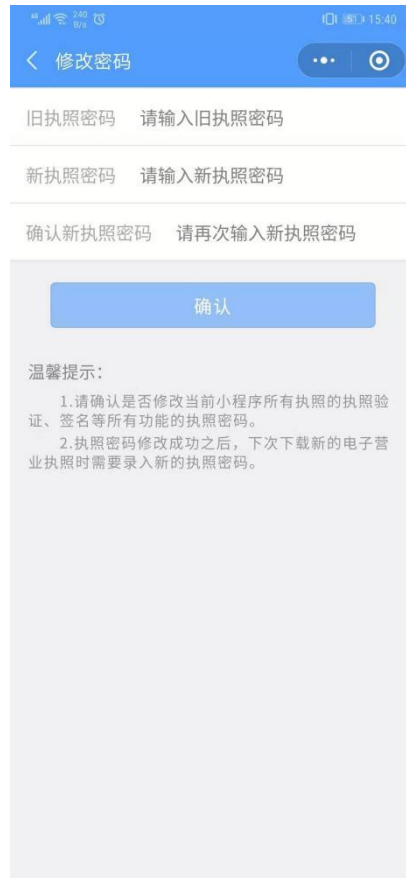 240
B/s
15:40
修改密码
旧执照密码 请输入旧执照密码
新执照密码 请输入新执照密码
确认新执照密码 请再次输入新执照密码
确认
温馨提示：
1.请确认是否修改当前小程序所有执照的执照验
证、签名等所有功能的执照密码。
2.执照密码修改成功之后，下次下载新的电子营
业执照时需要录入新的执照密码。